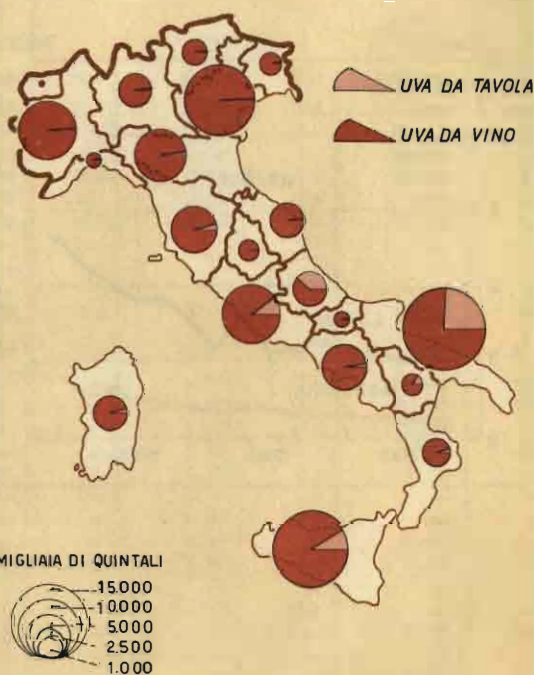 UVA DA TAVOLA
UVA DA VINO
MIGLIAIA DI QUINTALI
15.000
10.000
5.000
2.500
1.000